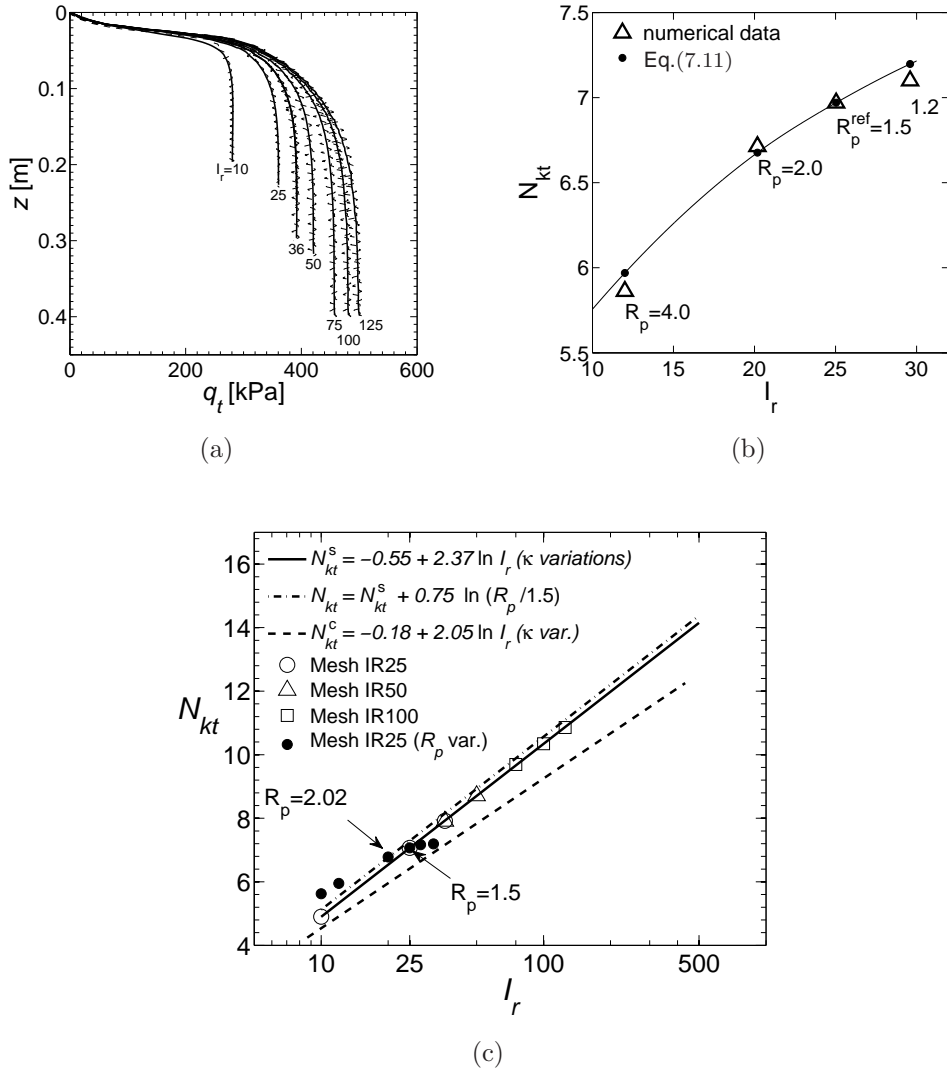 0
0.1
0.2
0.3
0.4
z [m]
I_r=10
25
36
50
75
100
125
0 200 400 600
q_t [kPa]
(a)
7.5
7
6.5
6
5.5
N_kt
numerical data
Eq.(7.11)
1.2
R_p^ref=1.5
R_p=2.0
R_p=4.0
10 15 20 25 30
I_r
(b)
16
14
12
10
8
6
4
N_kt
N_kt^s = −0.55 + 2.37 ln I_r (κ variations)
N_kt = N_kt^s + 0.75 ln (R_p /1.5)
N_kt^c = −0.18 + 2.05 ln I_r (κ var.)
Mesh IR25
Mesh IR50
Mesh IR100
Mesh IR25 (R_p var.)
R_p=2.02
R_p=1.5
10 25 100 500
I_r
(c)